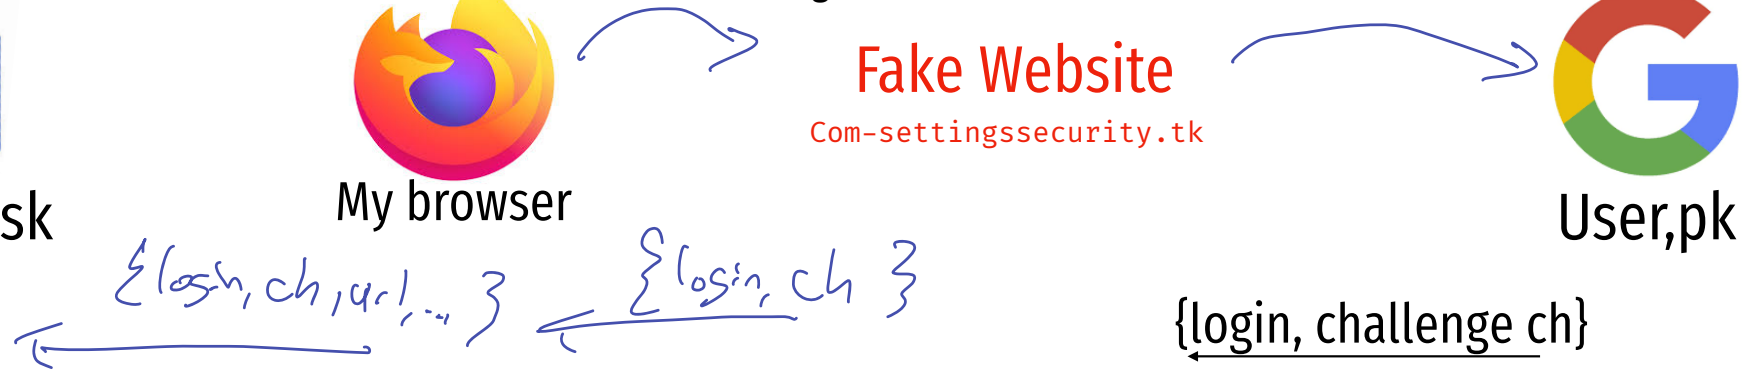 Fake Website
Com-settingssecurity.tk
sk
My browser
User,pk
{login, ch, url, ... }
{login, ch }
{login, challenge ch}